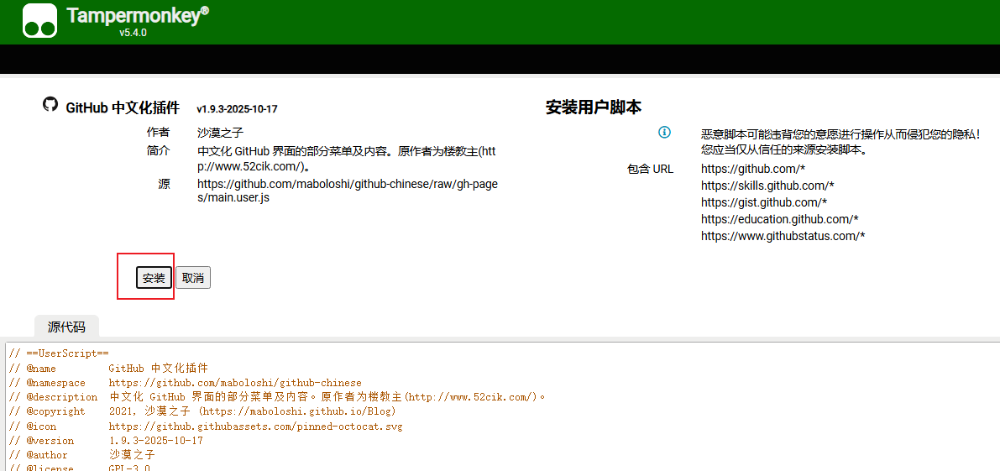 Tampermonkey®
v5.4.0
GitHub 中文化插件 v1.9.3-2025-10-17
作者 沙漠之子
简介 中文化 GitHub 界面的部分菜单及内容。原作者为楼教主(htt
p://www.52cik.com/)。
源 https://github.com/maboloshi/github-chinese/raw/gh-page
s/main.user.js
安装用户脚本
恶意脚本可能违背您的意愿进行操作从而侵犯您的隐私！
您应当仅从信任的来源安装脚本。
包含 URL https://github.com/*
https://skills.github.com/*
https://gist.github.com/*
https://education.github.com/*
https://www.githubstatus.com/*
安装 取消
源代码
// ==UserScript==
// @name GitHub 中文化插件
// @namespace https://github.com/maboloshi/github-chinese
// @description 中文化 GitHub 界面的部分菜单及内容。原作者为楼教主(http://www.52cik.com/)。
// @copyright 2021, 沙漠之子 (https://maboloshi.github.io/Blog)
// @icon https://github.githubassets.com/pinned-octocat.svg
// @version 1.9.3-2025-10-17
// @author 沙漠之子
// @license GPL-3.0